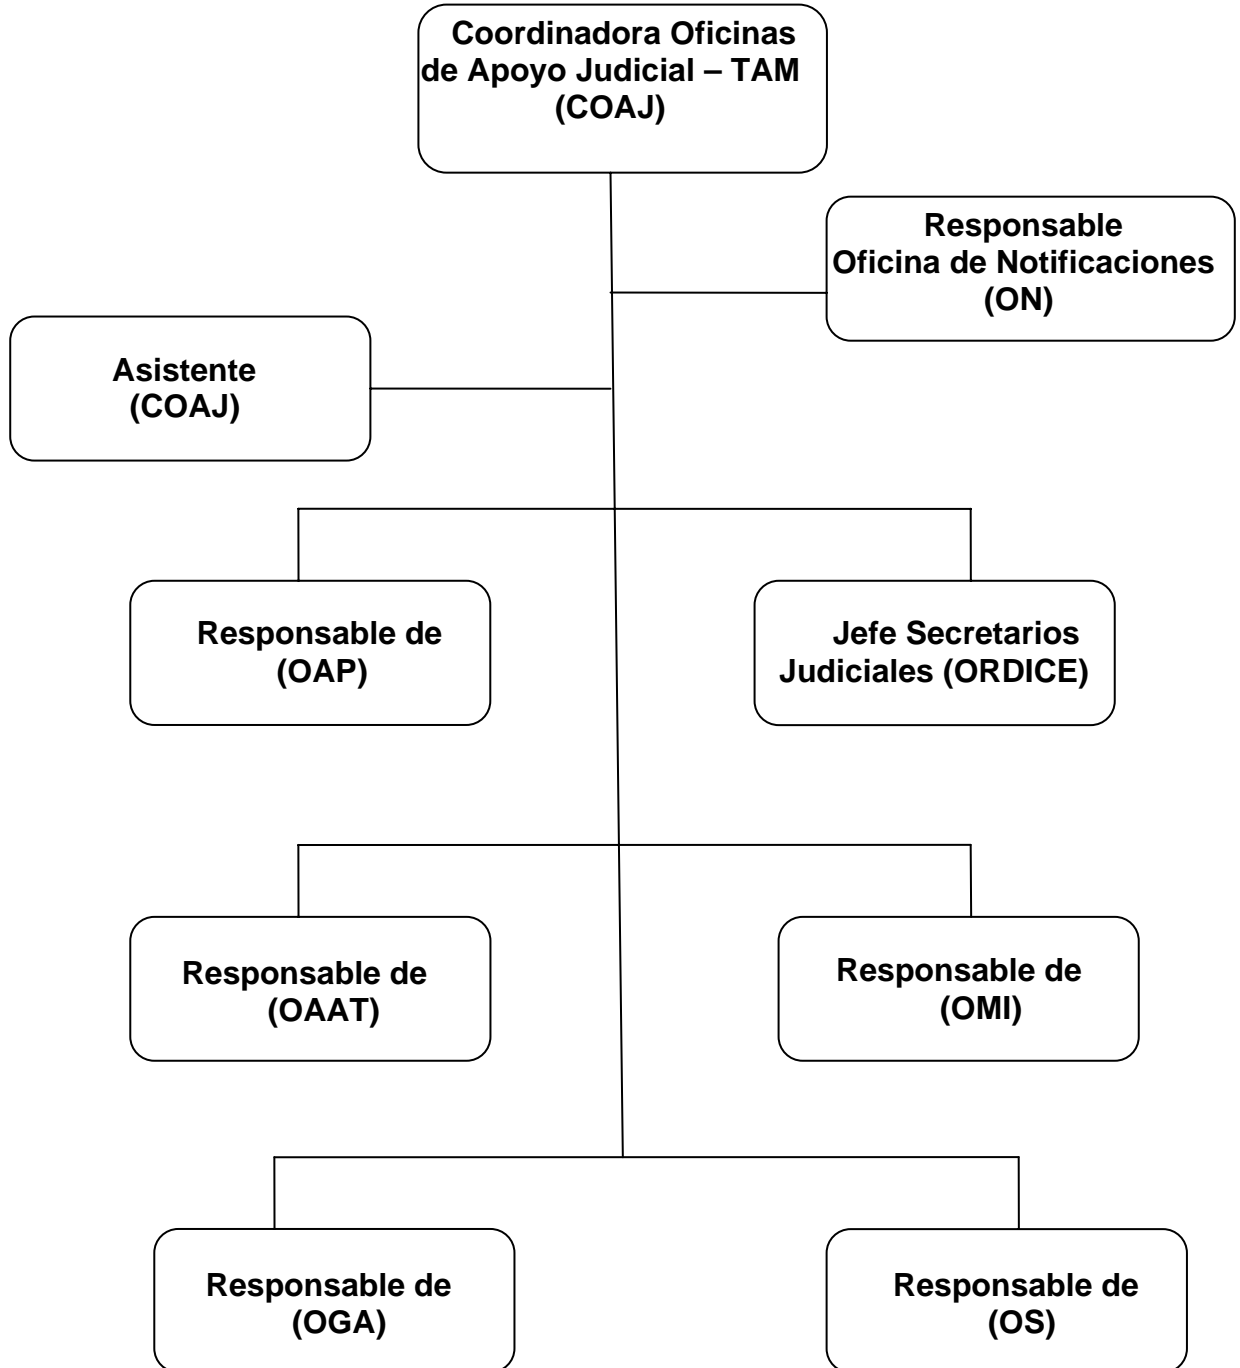 Coordinadora Oficinas
de Apoyo Judicial – TAM
(COAJ)
Responsable
Oficina de Notificaciones
(ON)
Asistente
(COAJ)
Responsable de
(OAP)
Jefe Secretarios
Judiciales (ORDICE)
Responsable de
(OAAT)
Responsable de
(OMI)
Responsable de
(OGA)
Responsable de
(OS)